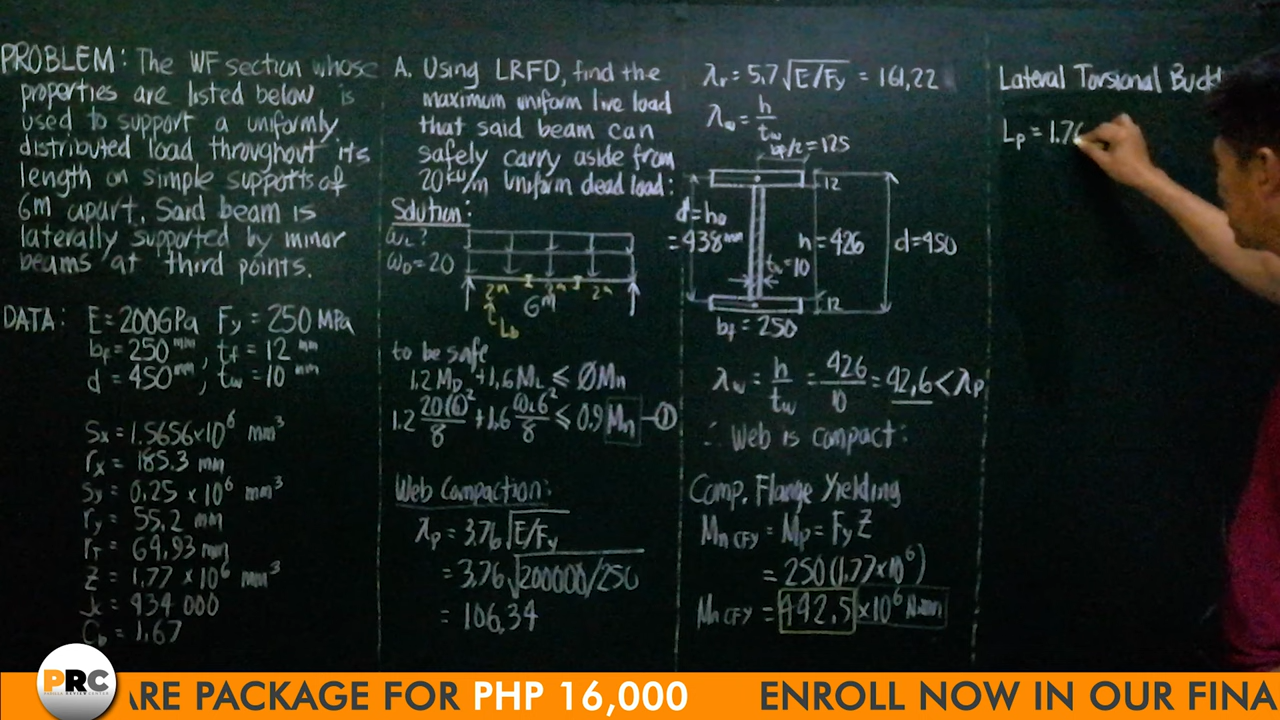 PROBLEM: The WF section whose
properties are listed below is
used to support a uniformly
distributed load throughout its
length on simple supports of
6m apart. Said beam is
laterally supported by minor
beams at third points.
DATA: E=200GPa Fy = 250 MPa
bf=250 mm, tf = 12 mm
d = 450 mm, tw = 10 mm
Sx = 1.5656x10^6 mm^3
rx = 185.3 mm
Sy = 0.25 x 10^6 mm^3
ry = 55.2 mm
rT = 64.93 mm
Z = 1.77 x 10^6 mm^3
Jc = 434 000
Cb = 1.67
A. Using LRFD, find the
maximum uniform live load
that said beam can
safely carry aside from
20 kN/m uniform dead load:
Solution:
ωL?
ωD=20
2m 2m 2m
6m
Lb
to be safe
1.2 MD + 1.6 ML ≤ ØMn
1.2 20(6)^2/8 + 1.6 ωL6^2/8 ≤ 0.9 Mn —①
Web Compaction:
λp = 3.76√E/Fy
= 3.76√200000/250
= 106.34
λr = 5.7√E/Fy = 161.22
λw = h/tw
bf/2 = 125
12
d=ho
=438mm
h=426
d=450
tw=10
12
bf = 250
λw = h/tw = 426/10 = 42.6 < λp
∴ Web is compact:
Comp. Flange Yielding
Mn CFY = Mp = Fy Z
= 250(1.77x10^6)
Mn CFY = 442.5 x10^6 N-mm
Lateral Torsional Buck
Lp = 1.76
PRC
ARE PACKAGE FOR PHP 16,000 ENROLL NOW IN OUR FINA